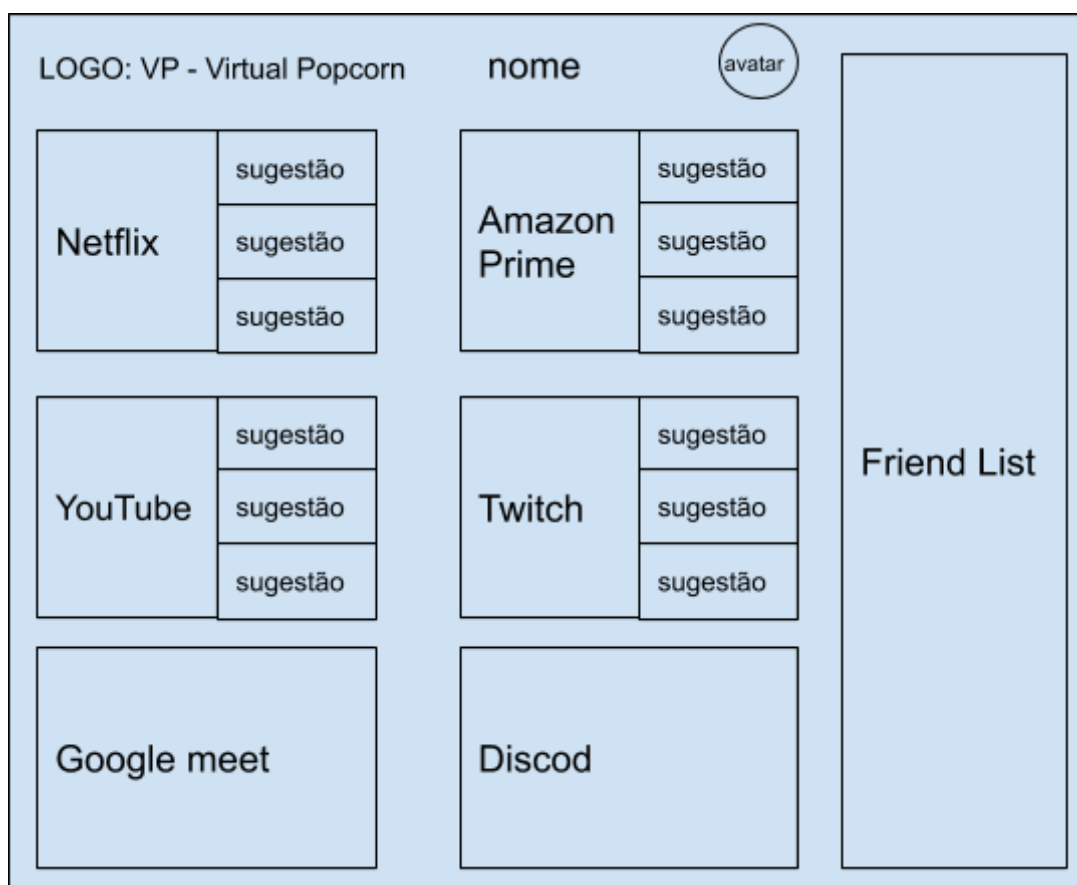 LOGO: VP - Virtual Popcorn
nome
avatar
Netflix
sugestão
sugestão
sugestão
Amazon
Prime
sugestão
sugestão
sugestão
YouTube
sugestão
sugestão
sugestão
Twitch
sugestão
sugestão
sugestão
Google meet
Discod
Friend List